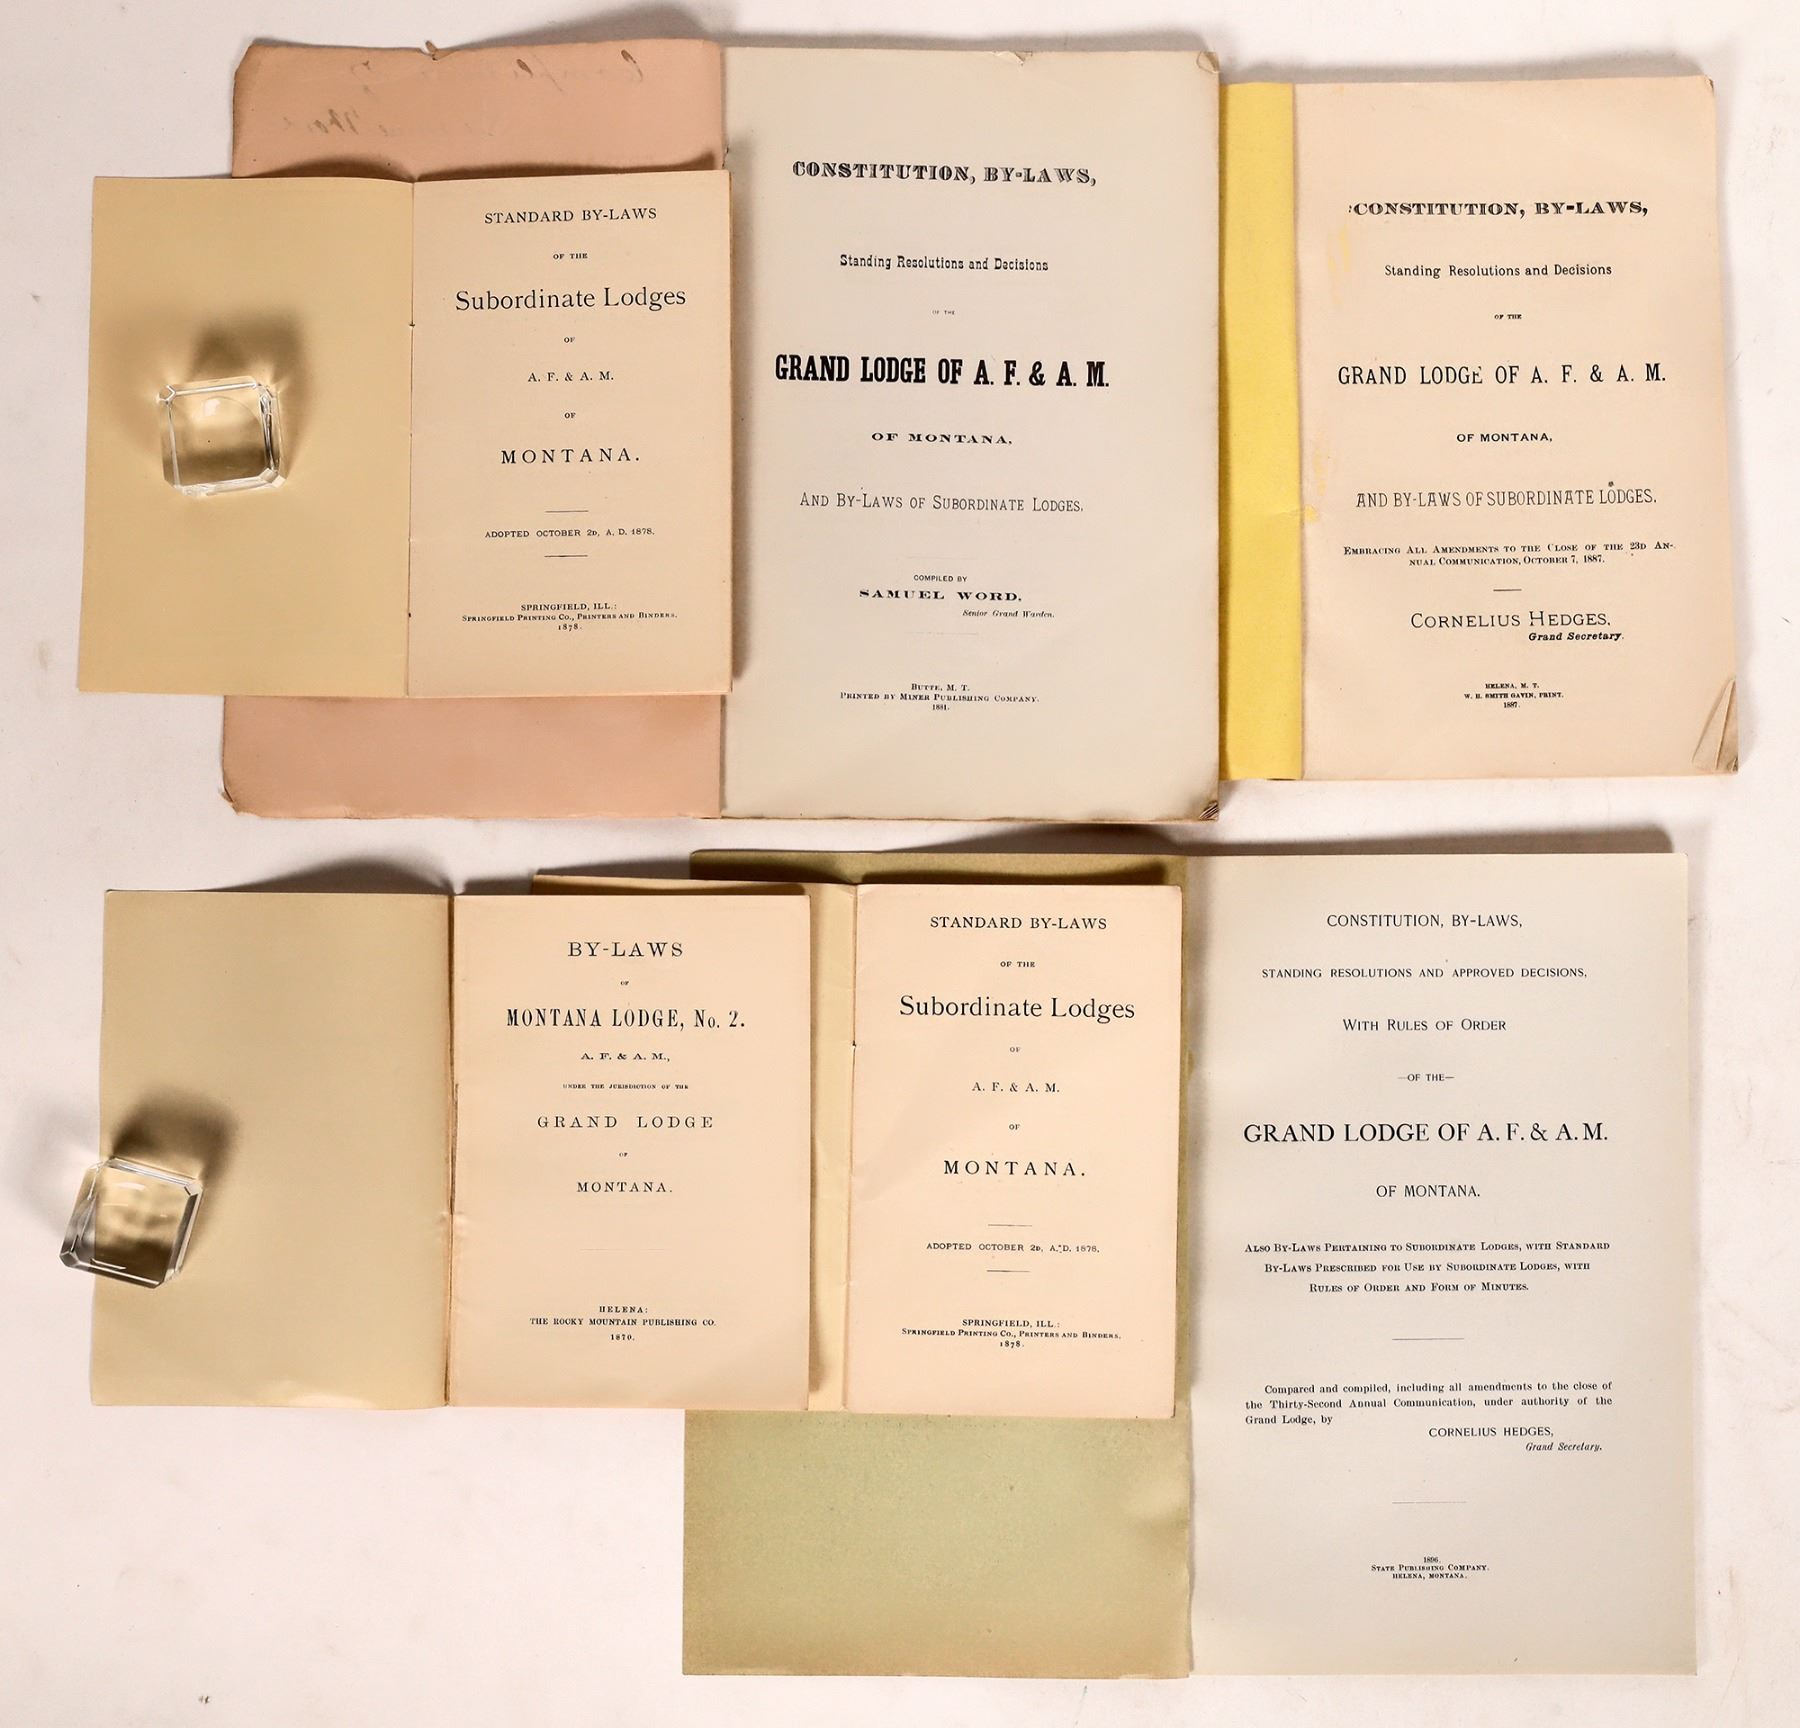 STANDARD BY-LAWS
OF THE
Subordinate Lodges
OF
A. F. & A. M.
OF
MONTANA.
ADOPTED OCTOBER 2D, A. D. 1878.
SPRINGFIELD, ILL.:
SPRINGFIELD PRINTING CO., PRINTERS AND BINDERS.
1878.
CONSTITUTION, BY-LAWS,
Standing Resolutions and Decisions
OF THE
GRAND LODGE OF A. F. & A. M.
OF MONTANA,
AND BY-LAWS OF SUBORDINATE LODGES.
COMPILED BY
SAMUEL WORD,
Senior Grand Warden.
BUTTE, M. T.
PRINTED BY MINER PUBLISHING COMPANY.
1881.
CONSTITUTION, BY-LAWS,
Standing Resolutions and Decisions
OF THE
GRAND LODGE OF A. F. & A. M.
OF MONTANA,
AND BY-LAWS OF SUBORDINATE LODGES.
EMBRACING ALL AMENDMENTS TO THE CLOSE OF THE 23D AN-
NUAL COMMUNICATION, OCTOBER 7, 1887.
CORNELIUS HEDGES,
Grand Secretary.
HELENA, M. T.
W. B. SMITH GAVIN, PRINT.
1887.
BY-LAWS
OF
MONTANA LODGE, No. 2.
A. F. & A. M.,
UNDER THE JURISDICTION OF THE
GRAND LODGE
OF
MONTANA.
HELENA:
THE ROCKY MOUNTAIN PUBLISHING CO.
1870.
STANDARD BY-LAWS
OF THE
Subordinate Lodges
OF
A. F. & A. M.
OF
MONTANA.
ADOPTED OCTOBER 2D, A. D. 1878.
SPRINGFIELD, ILL.:
SPRINGFIELD PRINTING CO., PRINTERS AND BINDERS.
1878.
CONSTITUTION, BY-LAWS,
STANDING RESOLUTIONS AND APPROVED DECISIONS,
WITH RULES OF ORDER
—OF THE—
GRAND LODGE OF A. F. & A. M.
OF MONTANA.
ALSO BY-LAWS PERTAINING TO SUBORDINATE LODGES, WITH STANDARD
BY-LAWS PRESCRIBED FOR USE BY SUBORDINATE LODGES, WITH
RULES OF ORDER AND FORM OF MINUTES.
Compared and compiled, including all amendments to the close of
the Thirty-Second Annual Communication, under authority of the
Grand Lodge, by
CORNELIUS HEDGES,
Grand Secretary.
1896.
STATE PUBLISHING COMPANY.
HELENA, MONTANA.